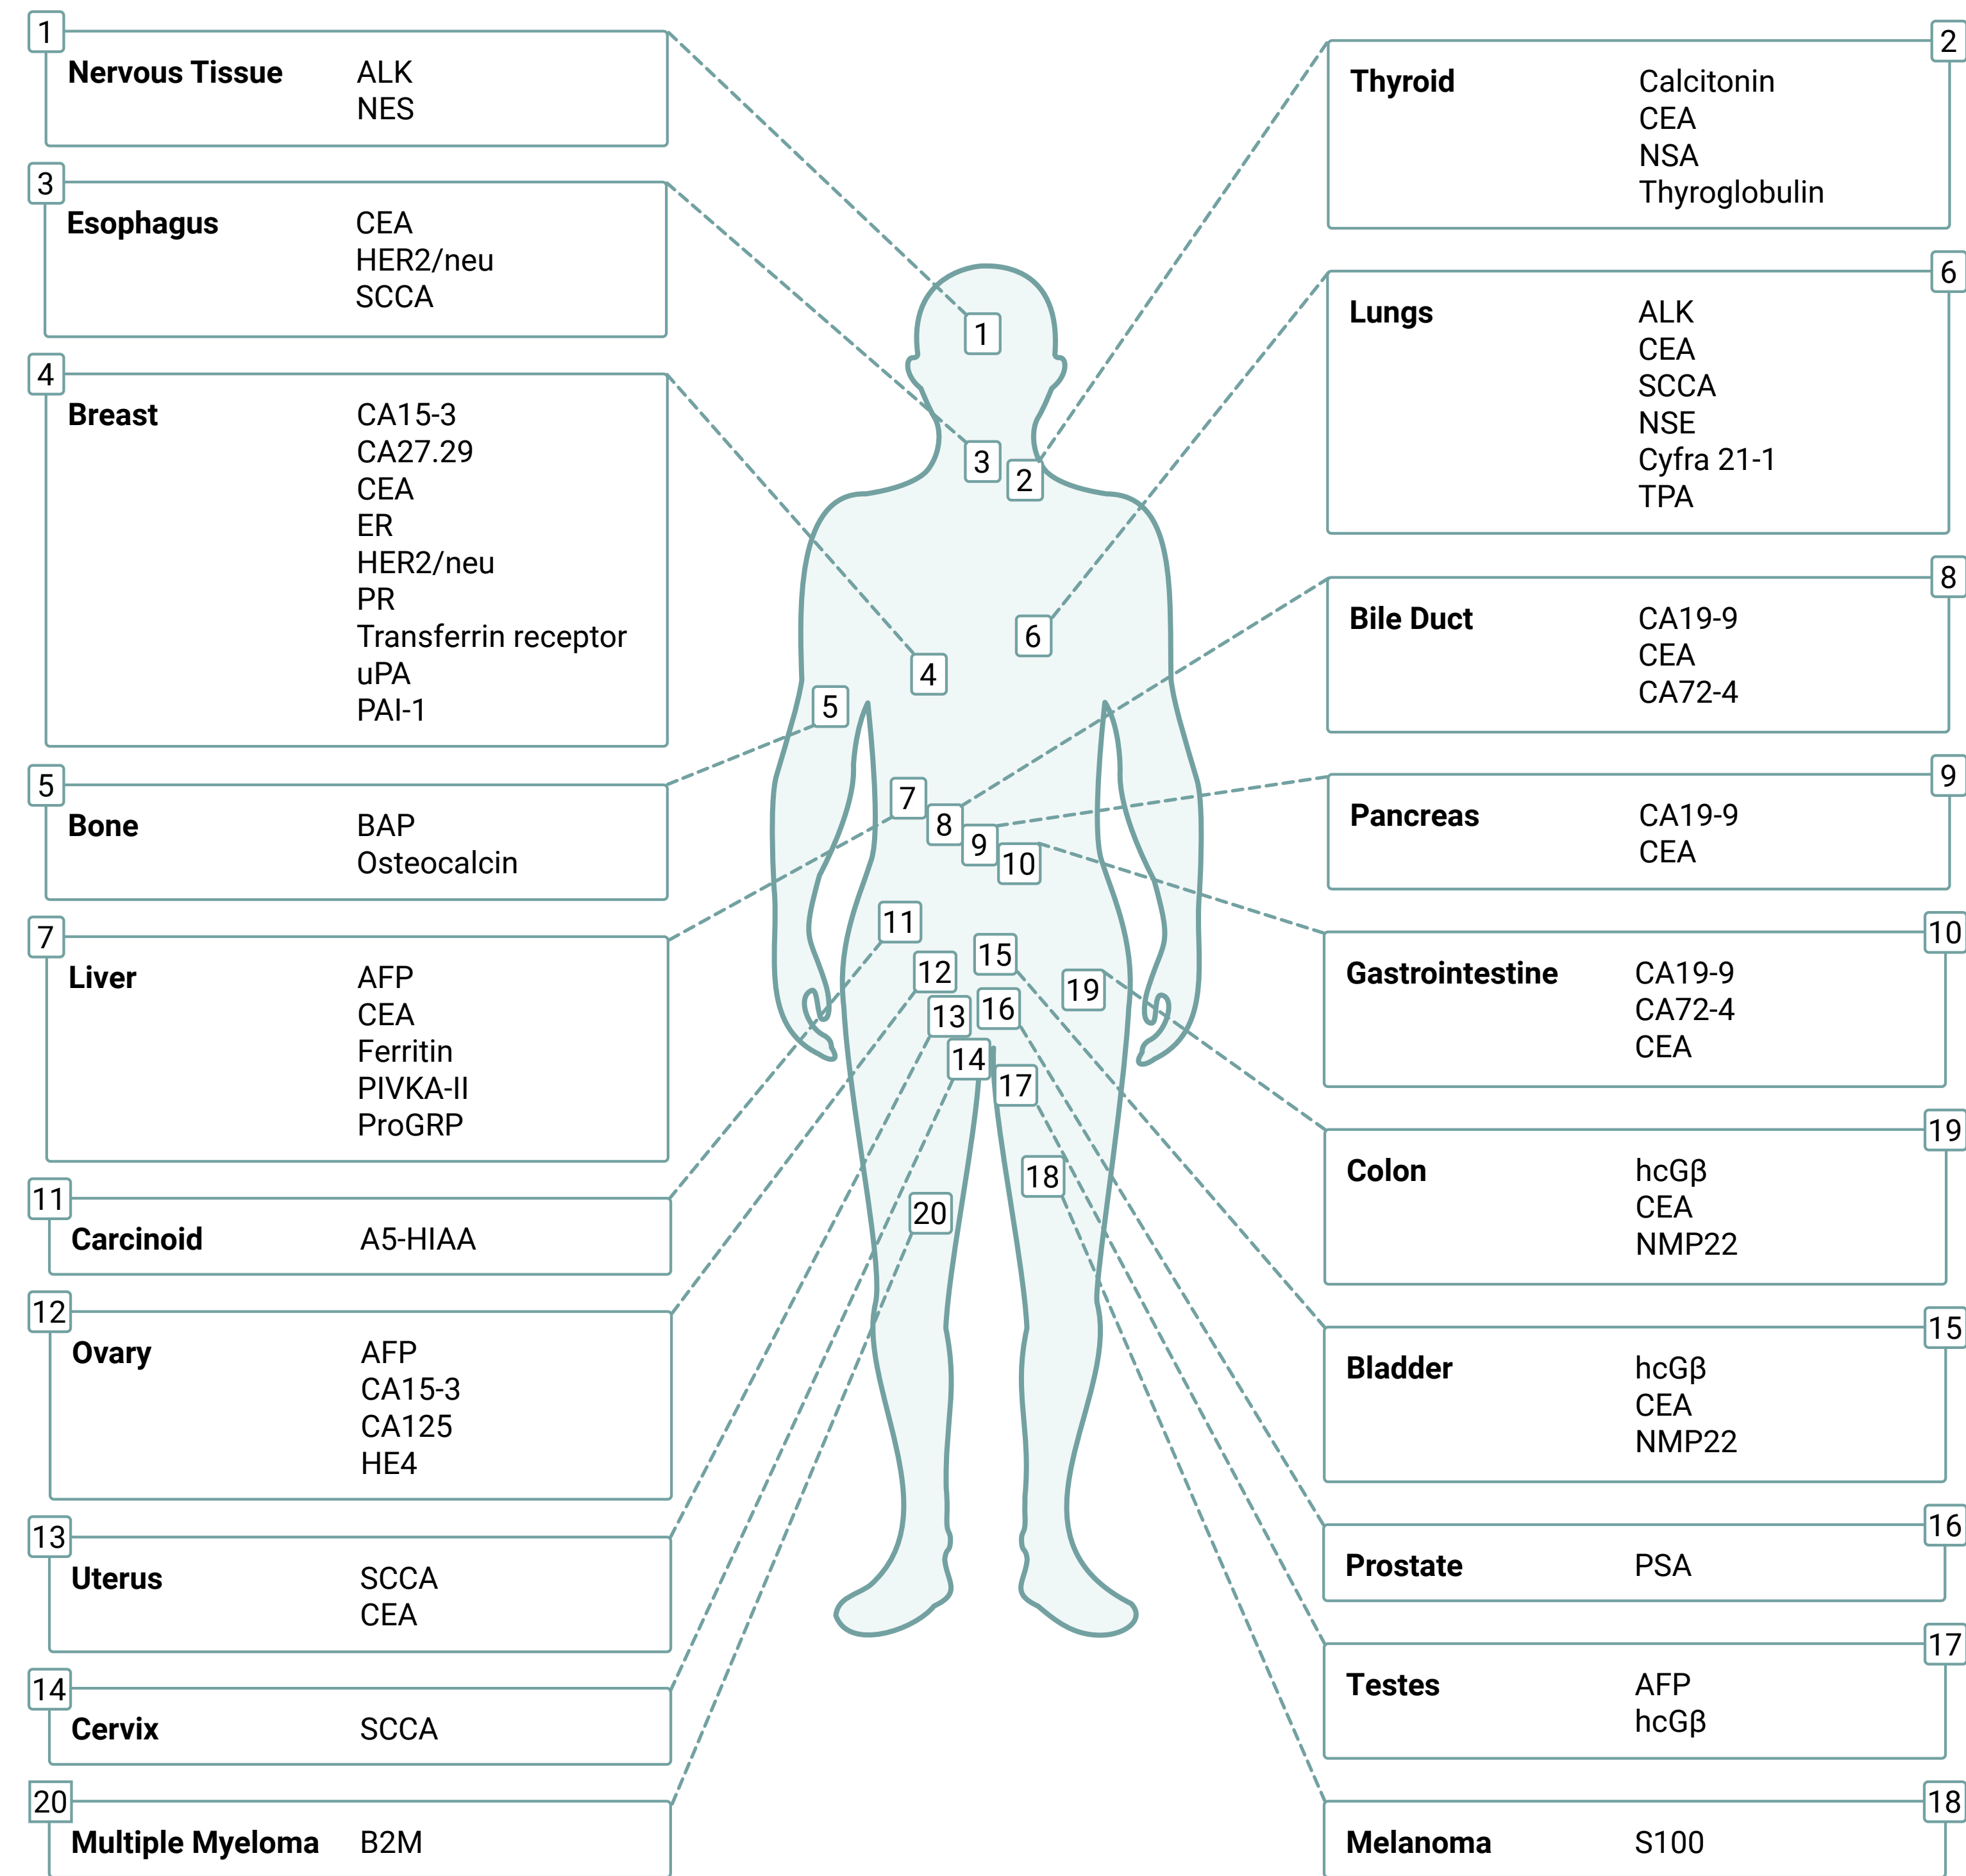 1
Nervous Tissue ALK
NES
3
Esophagus CEA
HER2/neu
SCCA
4
Breast CA15-3
CA27.29
CEA
ER
HER2/neu
PR
Transferrin receptor
uPA
PAI-1
5
Bone BAP
Osteocalcin
7
Liver AFP
CEA
Ferritin
PIVKA-II
ProGRP
11
Carcinoid A5-HIAA
12
Ovary AFP
CA15-3
CA125
HE4
13
Uterus SCCA
CEA
14
Cervix SCCA
20
Multiple Myeloma B2M
1
3
2
6
4
5
7
8
9
10
11
15
12
19
16
13
14
17
18
20
2
Thyroid Calcitonin
CEA
NSA
Thyroglobulin
6
Lungs ALK
CEA
SCCA
NSE
Cyfra 21-1
TPA
8
Bile Duct CA19-9
CEA
CA72-4
9
Pancreas CA19-9
CEA
10
Gastrointestine CA19-9
CA72-4
CEA
19
Colon hcGβ
CEA
NMP22
15
Bladder hcGβ
CEA
NMP22
16
Prostate PSA
17
Testes AFP
hcGβ
18
Melanoma S100